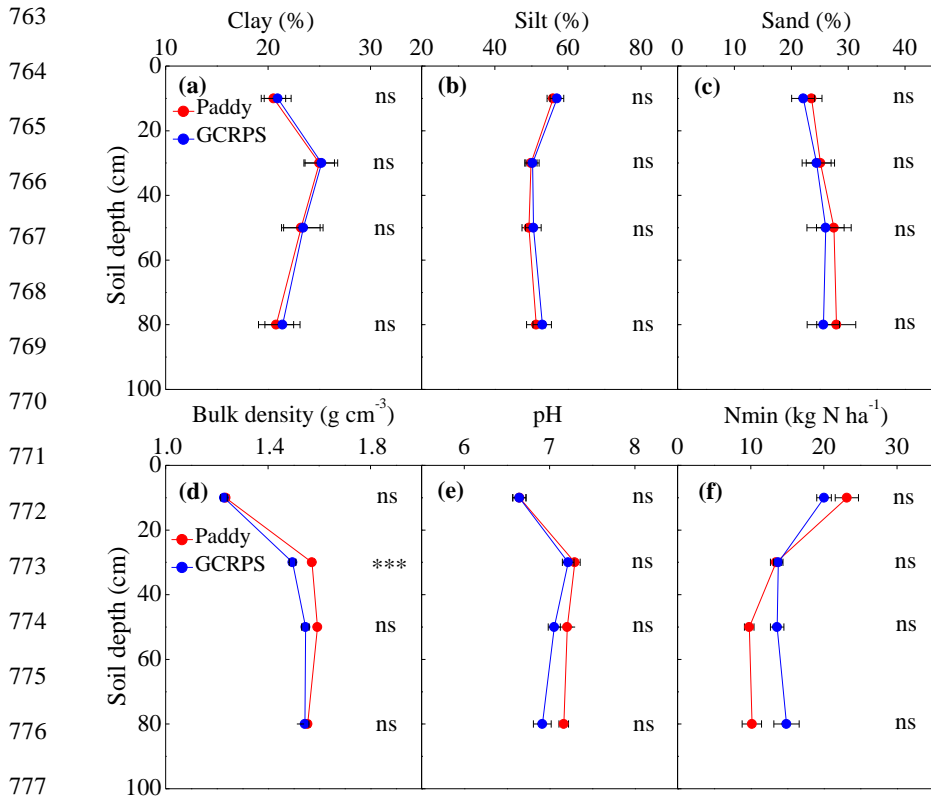 763
Clay (%) Silt (%) Sand (%)
10 20 30 20 40 60 80 0 10 20 30 40
764
0
(a) (b) (c)
ns ns ns
Paddy
765
GCRPS
20
ns ns ns
766
40
767
ns ns ns
Soil depth (cm)
60
768
80
ns ns ns
769
100
770
Bulk density (g cm-3) pH Nmin (kg N ha-1)
771
1.0 1.4 1.8 6 7 8 0 10 20 30
0
(d) (e) (f)
ns ns ns
772
20
Paddy
773
GCRPS
*** ns ns
40
774
ns ns ns
Soil depth (cm)
60
775
776
80
ns ns ns
777
100